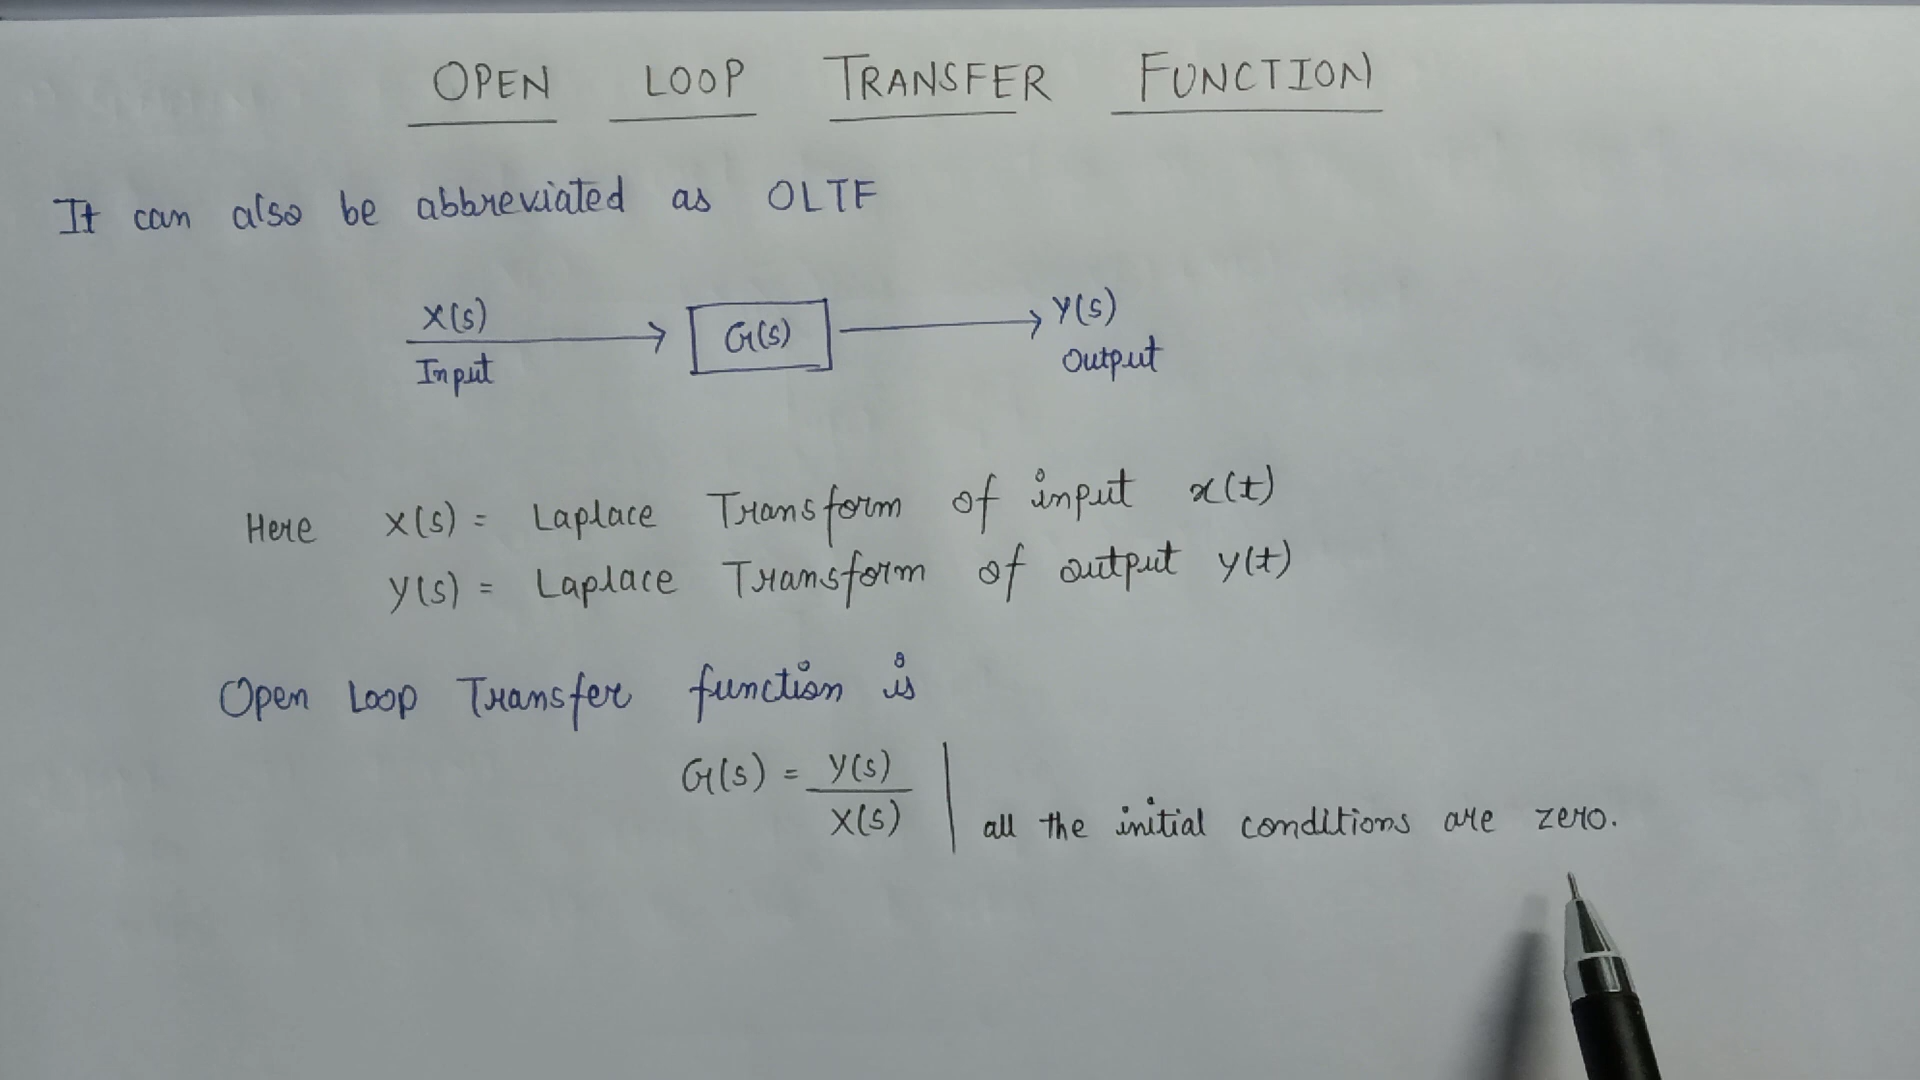 OPEN LOOP TRANSFER FUNCTION
It can also be abbreviated as OLTF
X(s) G(s) Y(s)
Input Output
Here X(s) = Laplace Transform of input x(t)
Y(s) = Laplace Transform of output y(t)
Open Loop Transfer function is
G(s) = Y(s)
X(s) all the initial conditions are zero.